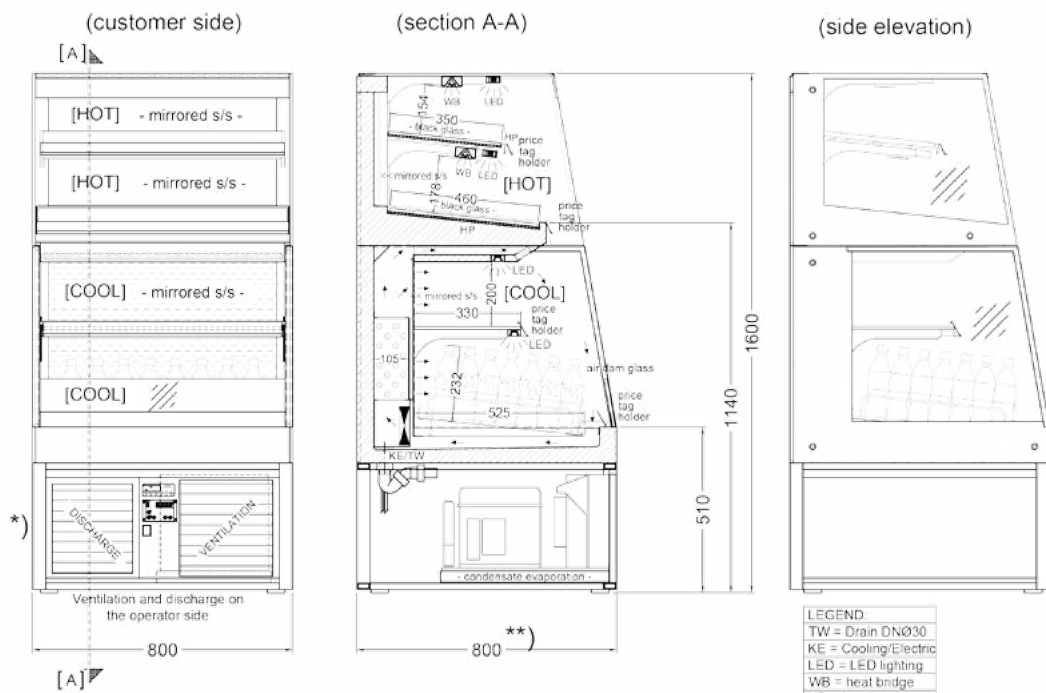 (customer side)
(section A-A)
(side elevation)
[A]
[HOT] - mirrored s/s -
[HOT] - mirrored s/s -
[COOL] - mirrored s/s -
[COOL]
*)
DISCHARGE
VENTILATION
Ventilation and discharge on
the operator side
800
[A]
WB
LED
154
350
- black glass -
HP
price
tag
holder
WB
LED
<< mirrored s/s
[HOT]
178
460
black glass -
HP
price
tag
holder
LED
<< mirrored s/s
[COOL]
200
330
price
tag
holder
LED
105
air dam glass
232
525
price
tag
holder
KE/TW
- condensate evaporation -
510
1140
1600
**)
800
LEGEND:
TW = Drain DNØ30
KE = Cooling/Electric
LED = LED lighting
WB = heat bridge